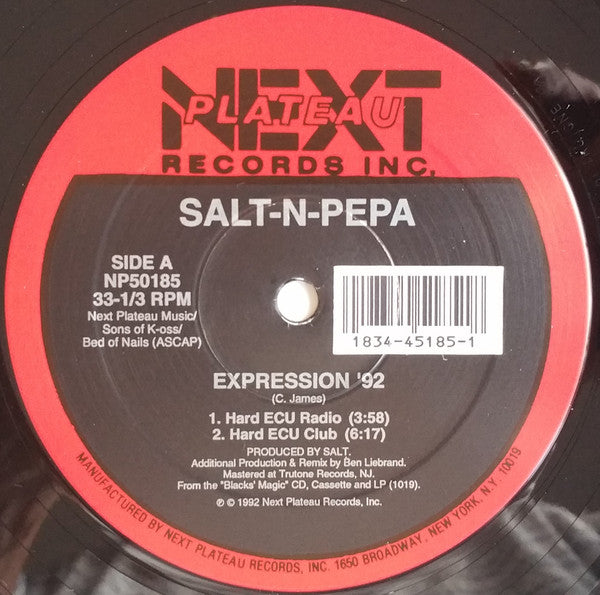 NEXT
PLATEAU
RECORDS INC.
SALT-N-PEPA
SIDE A
NP50185
33-1/3 RPM
Next Plateau Music/
Sons of K-oss/
Bed of Nails (ASCAP)
1834-45185-1
EXPRESSION '92
(C. James)
1. Hard ECU Radio (3:58)
2. Hard ECU Club (6:17)
PRODUCED BY SALT.
Additional Production & Remix by Ben Liebrand.
Mastered at Trutone Records, NJ.
From the "Blacks' Magic" CD, Cassette and LP (1019).
℗ © 1992 Next Plateau Records, Inc.
MANUFACTURED BY NEXT PLATEAU RECORDS, INC. 1650 BROADWAY, NEW YORK, N.Y. 10019